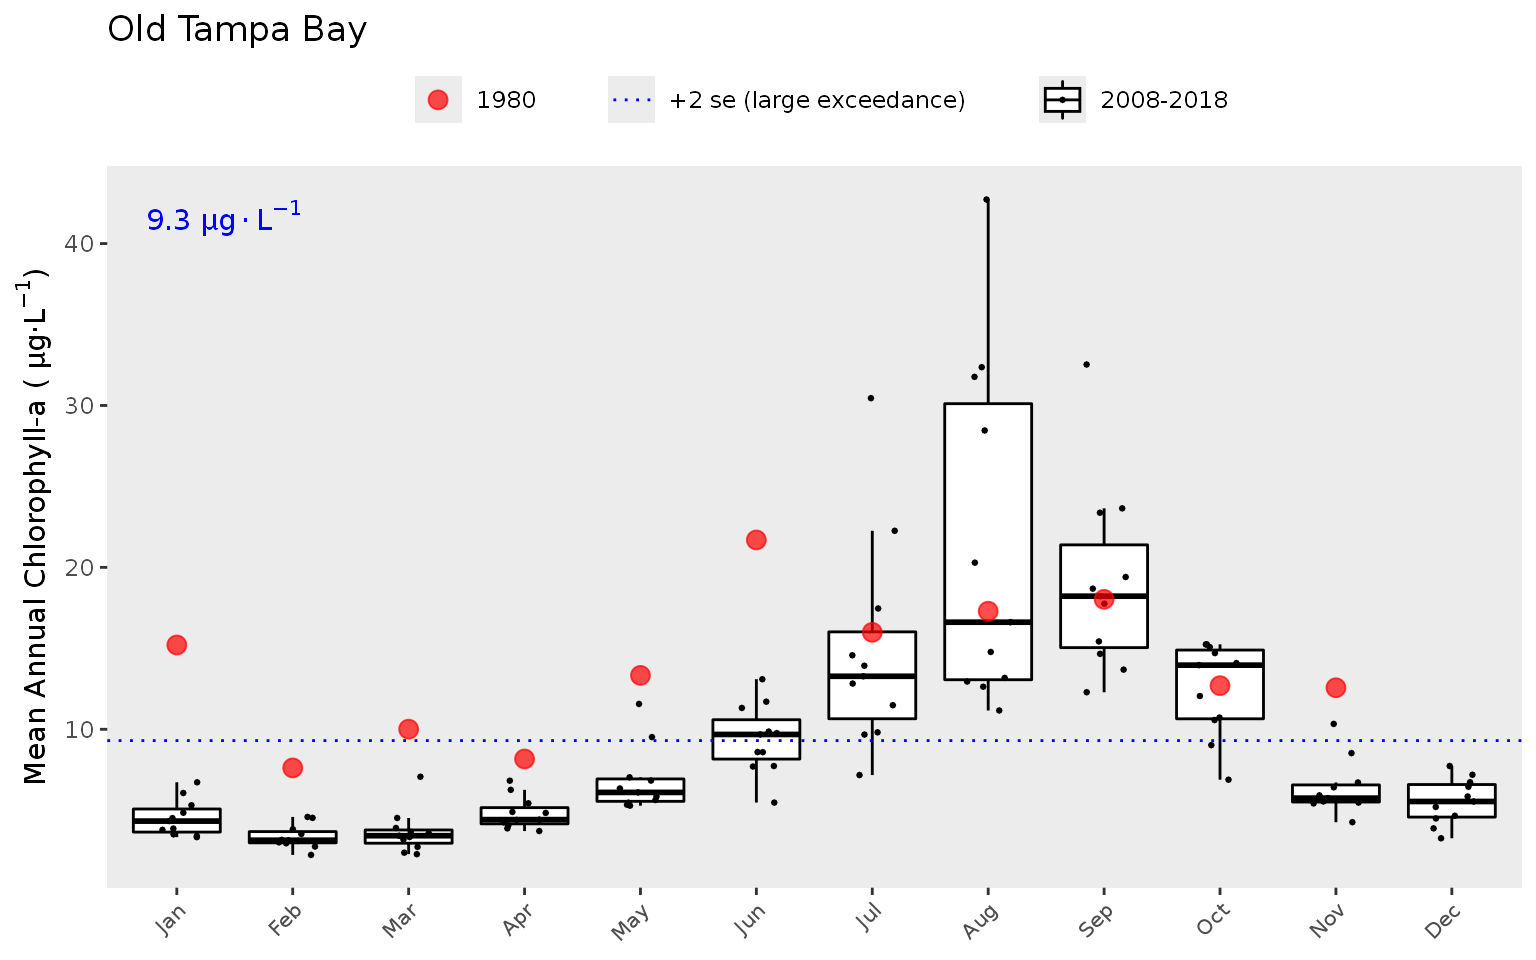 Old Tampa Bay
1980
+2 se (large exceedance)
2008-2018
9.3 µg·L⁻¹
Mean Annual Chlorophyll-a ( µg·L⁻¹)
40
30
20
10
Jan Feb Mar Apr May Jun Jul Aug Sep Oct Nov Dec